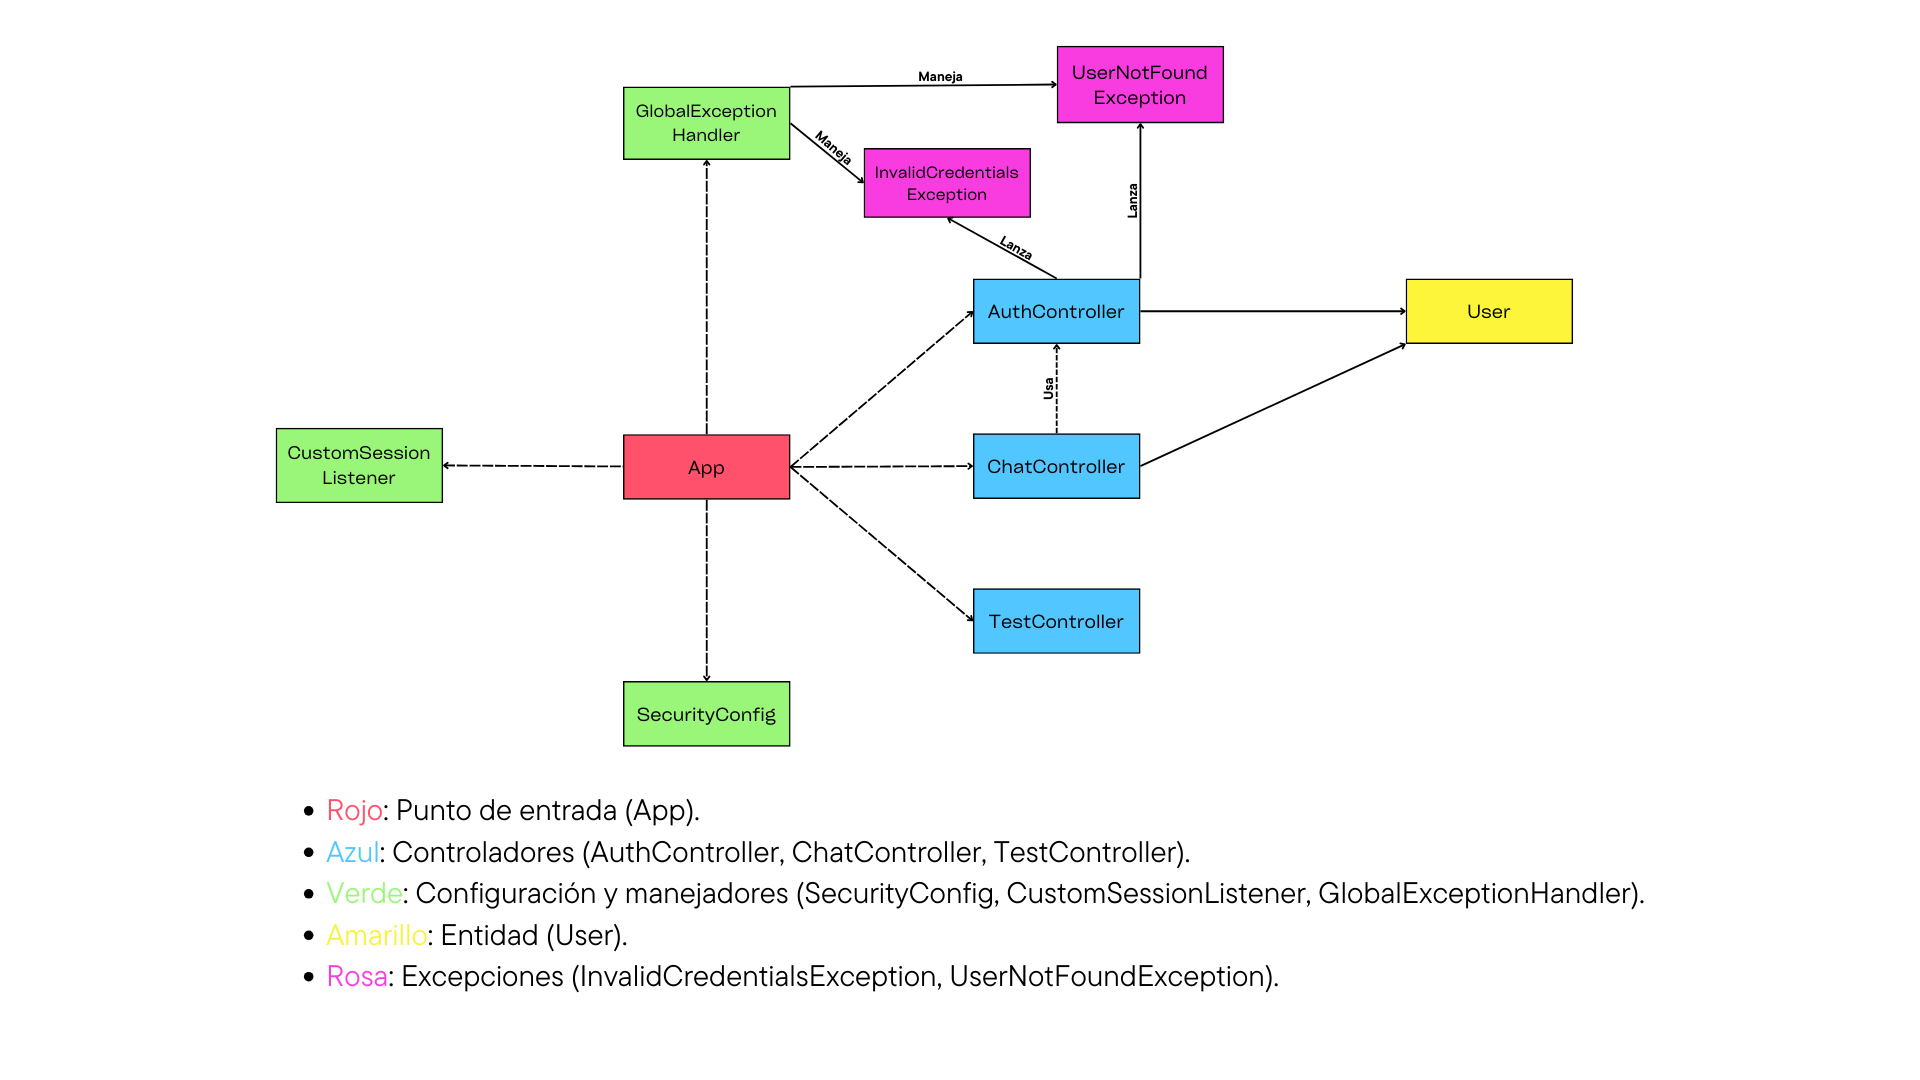 Maneja
UserNotFound
Exception
GlobalException
Handler
Maneja
InvalidCredentials
Exception
Lanza
Lanza
AuthController
User
Usa
CustomSession
Listener
App
ChatController
TestController
SecurityConfig
• Rojo: Punto de entrada (App).
• Azul: Controladores (AuthController, ChatController, TestController).
• Verde: Configuración y manejadores (SecurityConfig, CustomSessionListener, GlobalExceptionHandler).
• Amarillo: Entidad (User).
• Rosa: Excepciones (InvalidCredentialsException, UserNotFoundException).